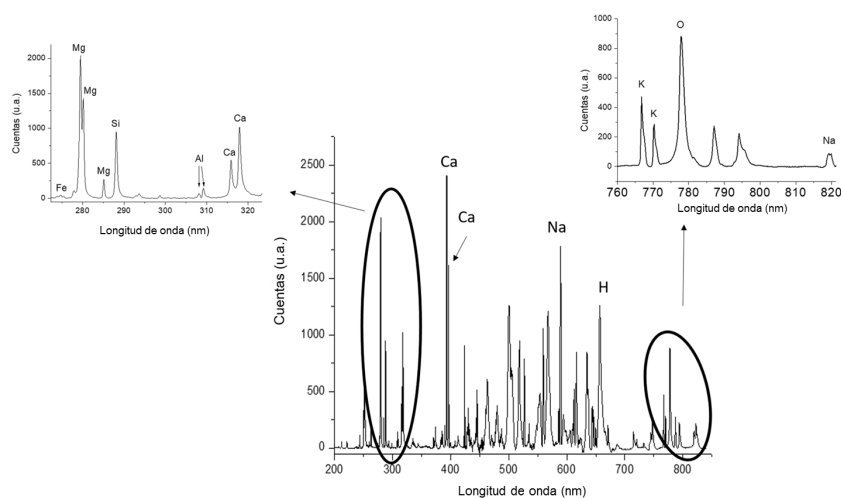 Cuentas (u.a.)
2000
1500
1000
500
0
Mg
Mg
Si
Mg
Fe
Al
Ca
Ca
280 290 300 310 320
Longitud de onda (nm)
Cuentas (u.a.)
1000
800
600
400
200
0
O
K
K
Na
760 770 780 790 800 810 820
Longitud de onda (nm)
Cuentas (u.a.)
2500
2000
1500
1000
500
0
Ca
Ca
Na
H
200 300 400 500 600 700 800
Longitud de onda (nm)